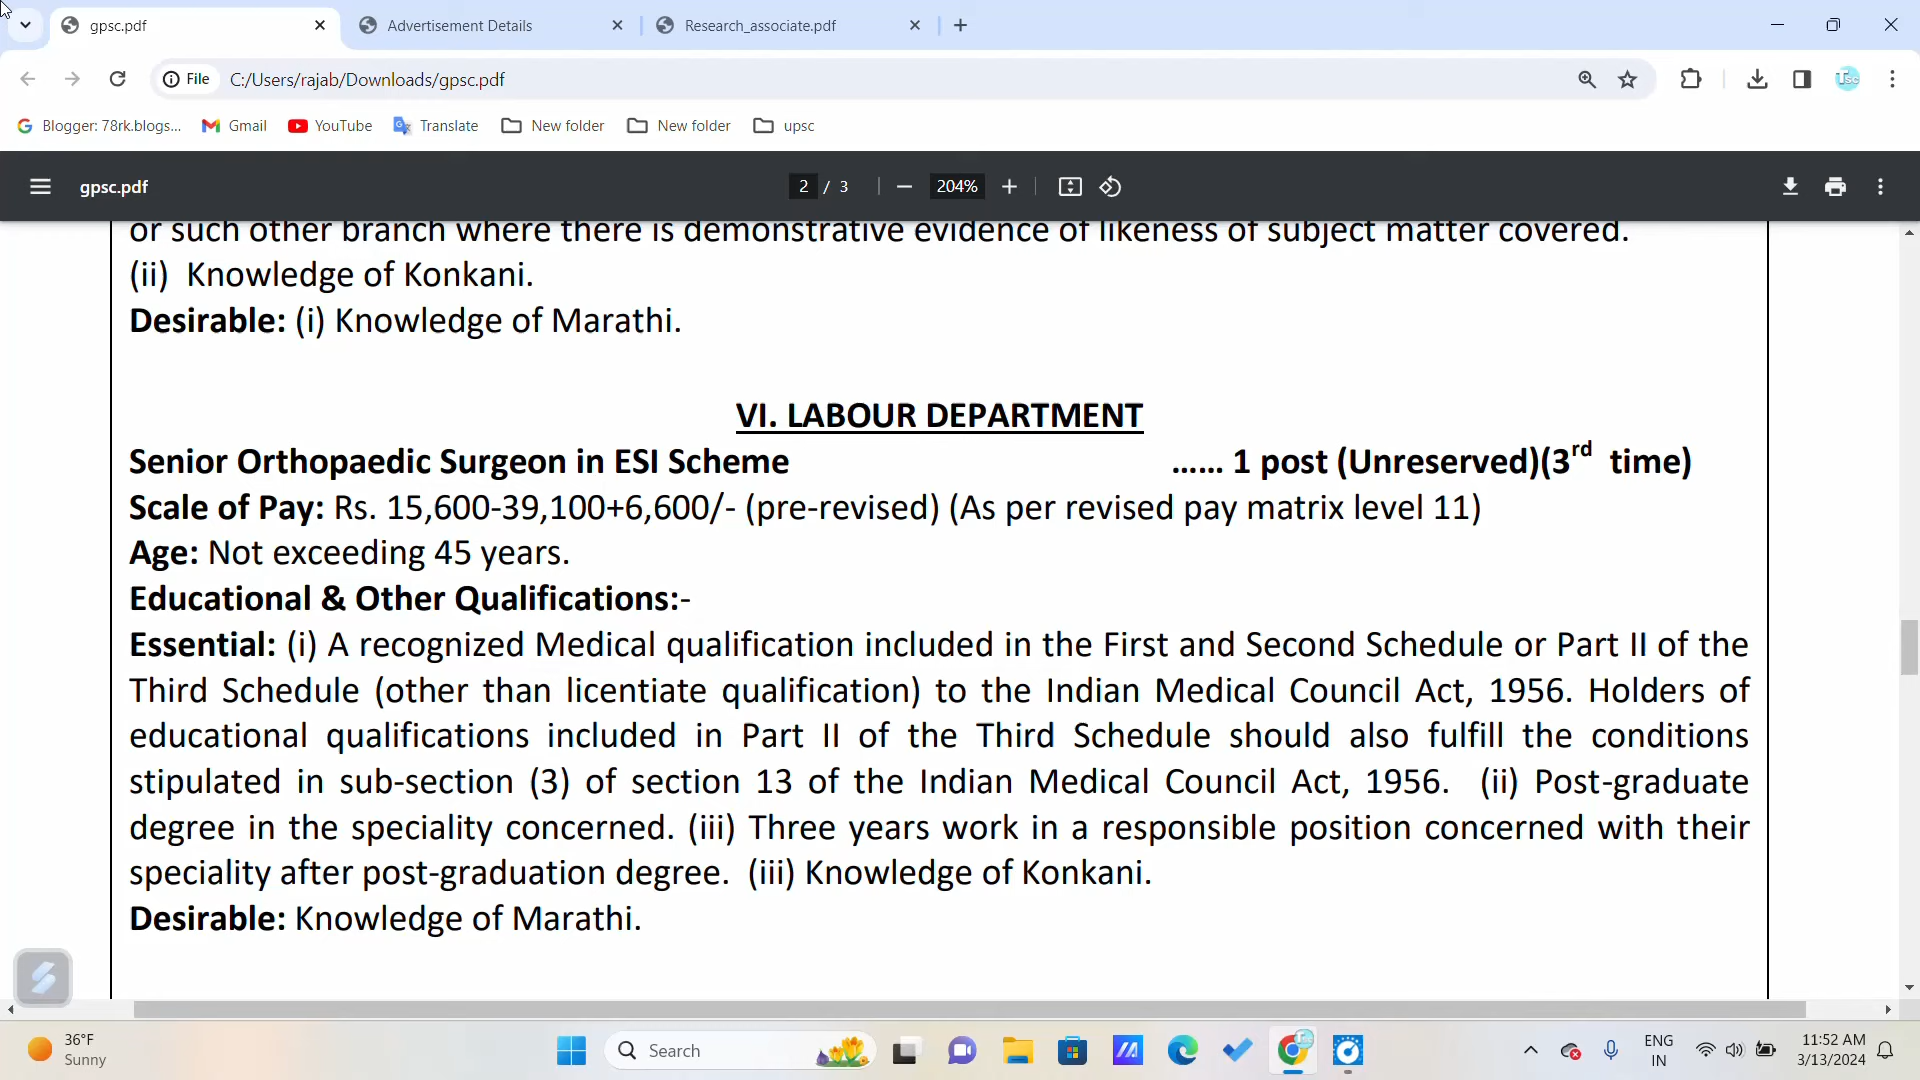 gpsc.pdf
Advertisement Details
Research_associate.pdf
File
C:/Users/rajab/Downloads/gpsc.pdf
Tsc
Blogger: 78rk.blogs...
Gmail
YouTube
Translate
New folder
New folder
upsc
gpsc.pdf
2 / 3
204%
or such other branch where there is demonstrative evidence of likeness of subject matter covered.
(ii) Knowledge of Konkani.
Desirable: (i) Knowledge of Marathi.
VI. LABOUR DEPARTMENT
Senior Orthopaedic Surgeon in ESI Scheme ...... 1 post (Unreserved)(3rd time)
Scale of Pay: Rs. 15,600-39,100+6,600/- (pre-revised) (As per revised pay matrix level 11)
Age: Not exceeding 45 years.
Educational & Other Qualifications:-
Essential: (i) A recognized Medical qualification included in the First and Second Schedule or Part II of the
Third Schedule (other than licentiate qualification) to the Indian Medical Council Act, 1956. Holders of
educational qualifications included in Part II of the Third Schedule should also fulfill the conditions
stipulated in sub-section (3) of section 13 of the Indian Medical Council Act, 1956. (ii) Post-graduate
degree in the speciality concerned. (iii) Three years work in a responsible position concerned with their
speciality after post-graduation degree. (iii) Knowledge of Konkani.
Desirable: Knowledge of Marathi.
36°F
Sunny
Search
ENG
IN
11:52 AM
3/13/2024